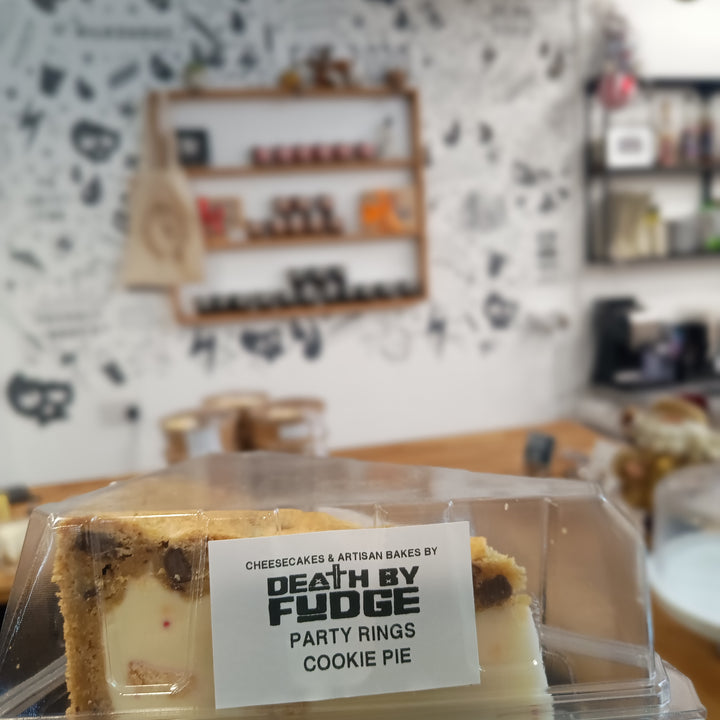 CHEESECAKES & ARTISAN BAKES BY
DEATH BY
FUDGE
PARTY RINGS
COOKIE PIE